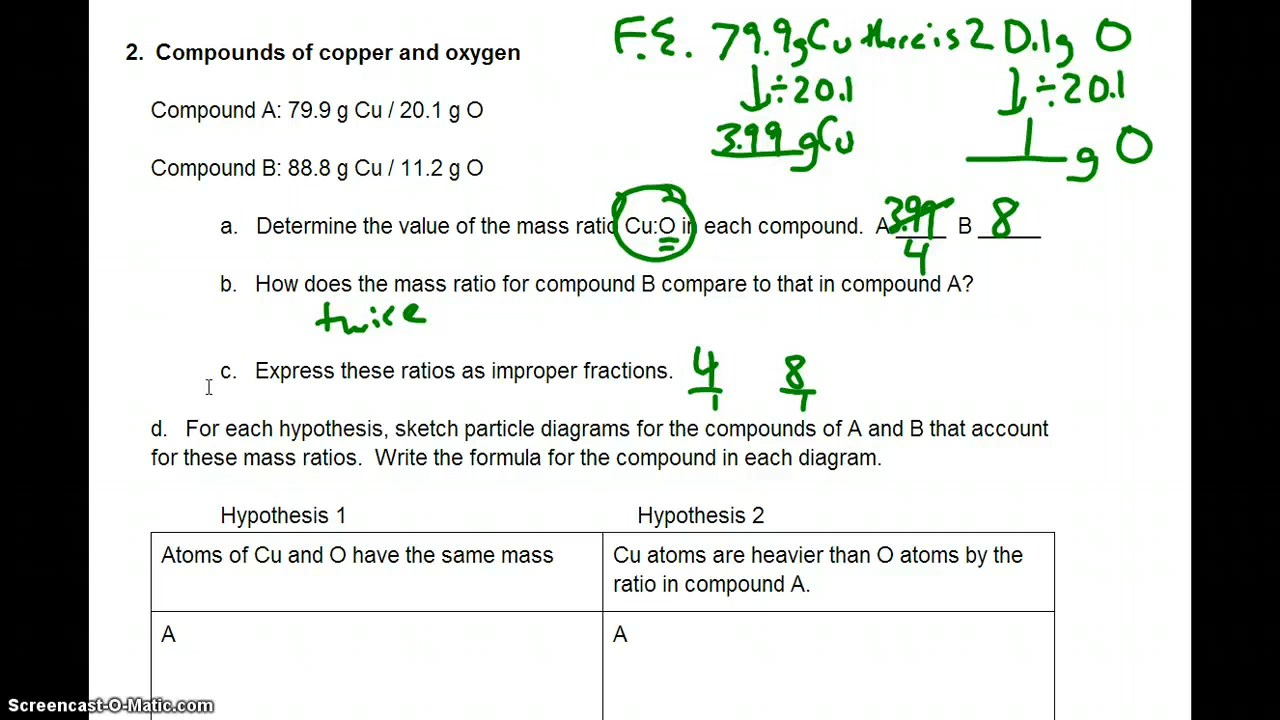 F.E. 79.9g Cu there is 20.1g O
2. Compounds of copper and oxygen
↓÷20.1 ↓÷20.1
Compound A: 79.9 g Cu / 20.1 g O
3.99 gCu 1 g O
Compound B: 88.8 g Cu / 11.2 g O
a. Determine the value of the mass ratio Cu:O in each compound. A 3.99 B 8
4
b. How does the mass ratio for compound B compare to that in compound A?
twice
c. Express these ratios as improper fractions. 4/1 8/1
d. For each hypothesis, sketch particle diagrams for the compounds of A and B that account
for these mass ratios. Write the formula for the compound in each diagram.
Hypothesis 1 Hypothesis 2
Atoms of Cu and O have the same mass
Cu atoms are heavier than O atoms by the
ratio in compound A.
A A
Screencast-O-Matic.com